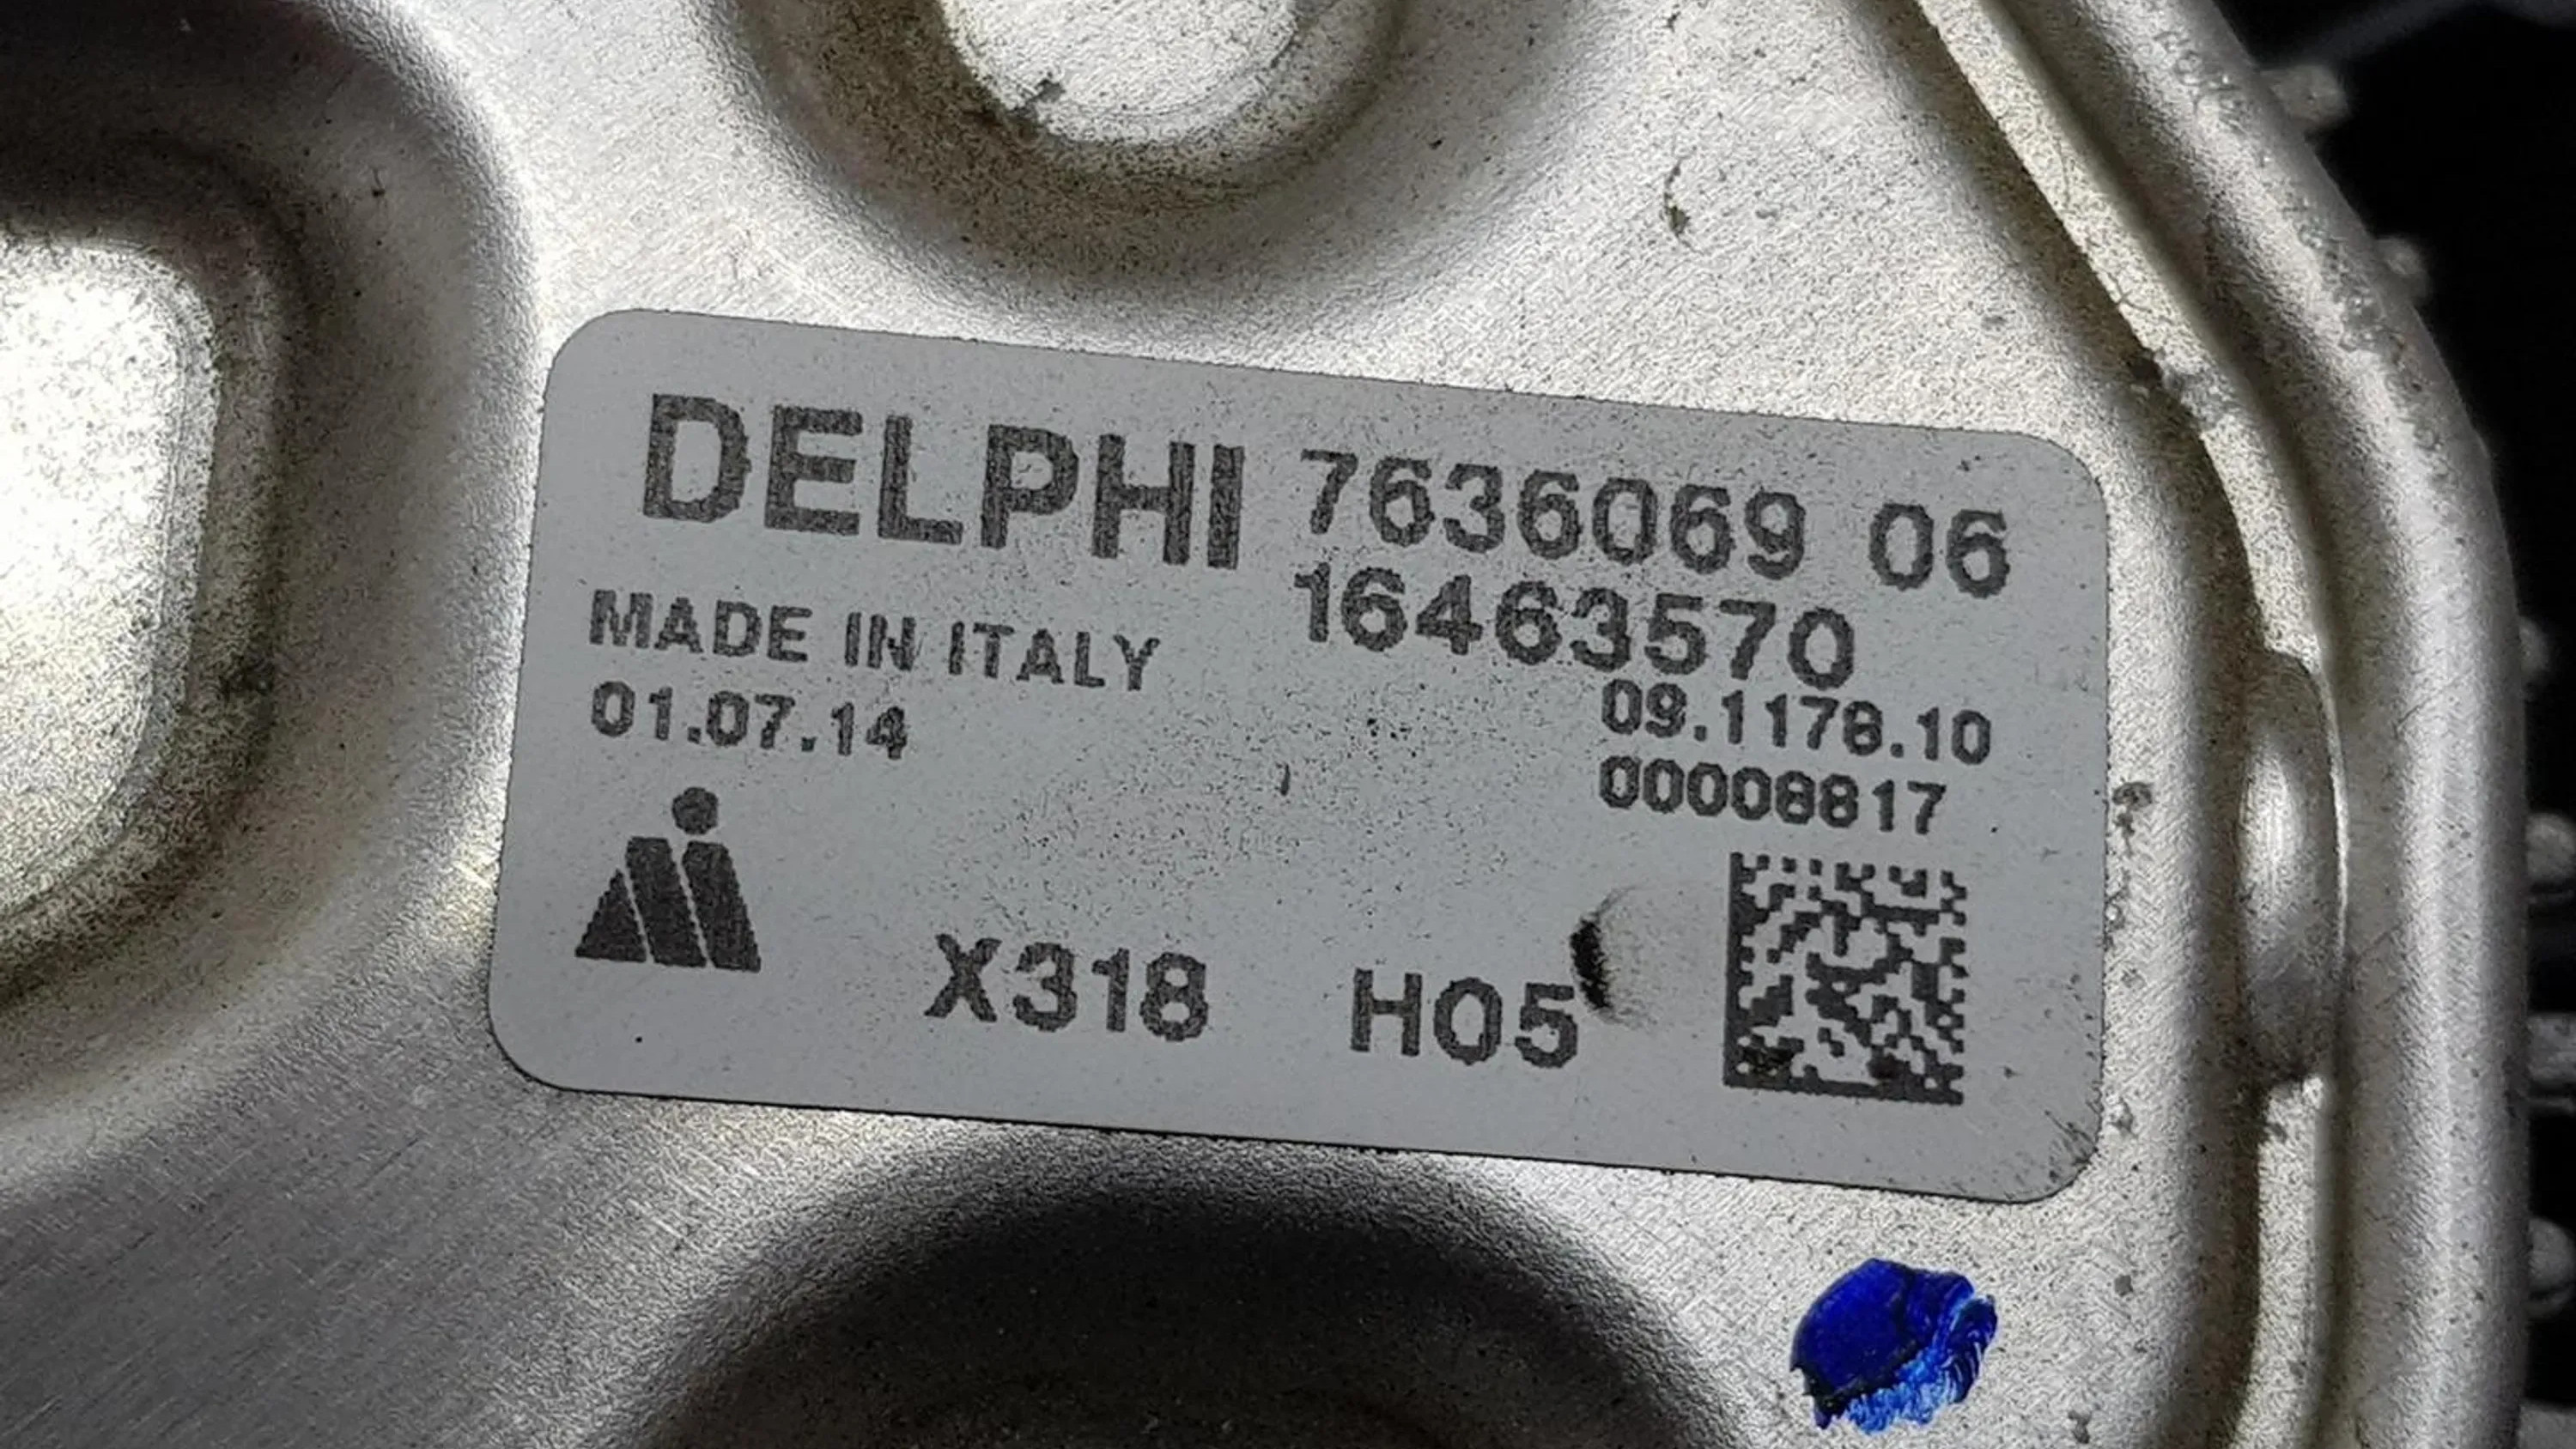 DELPHI 7636069 06
16463570
MADE IN ITALY
01.07.14
09.1178.10
00008817
X318 H05